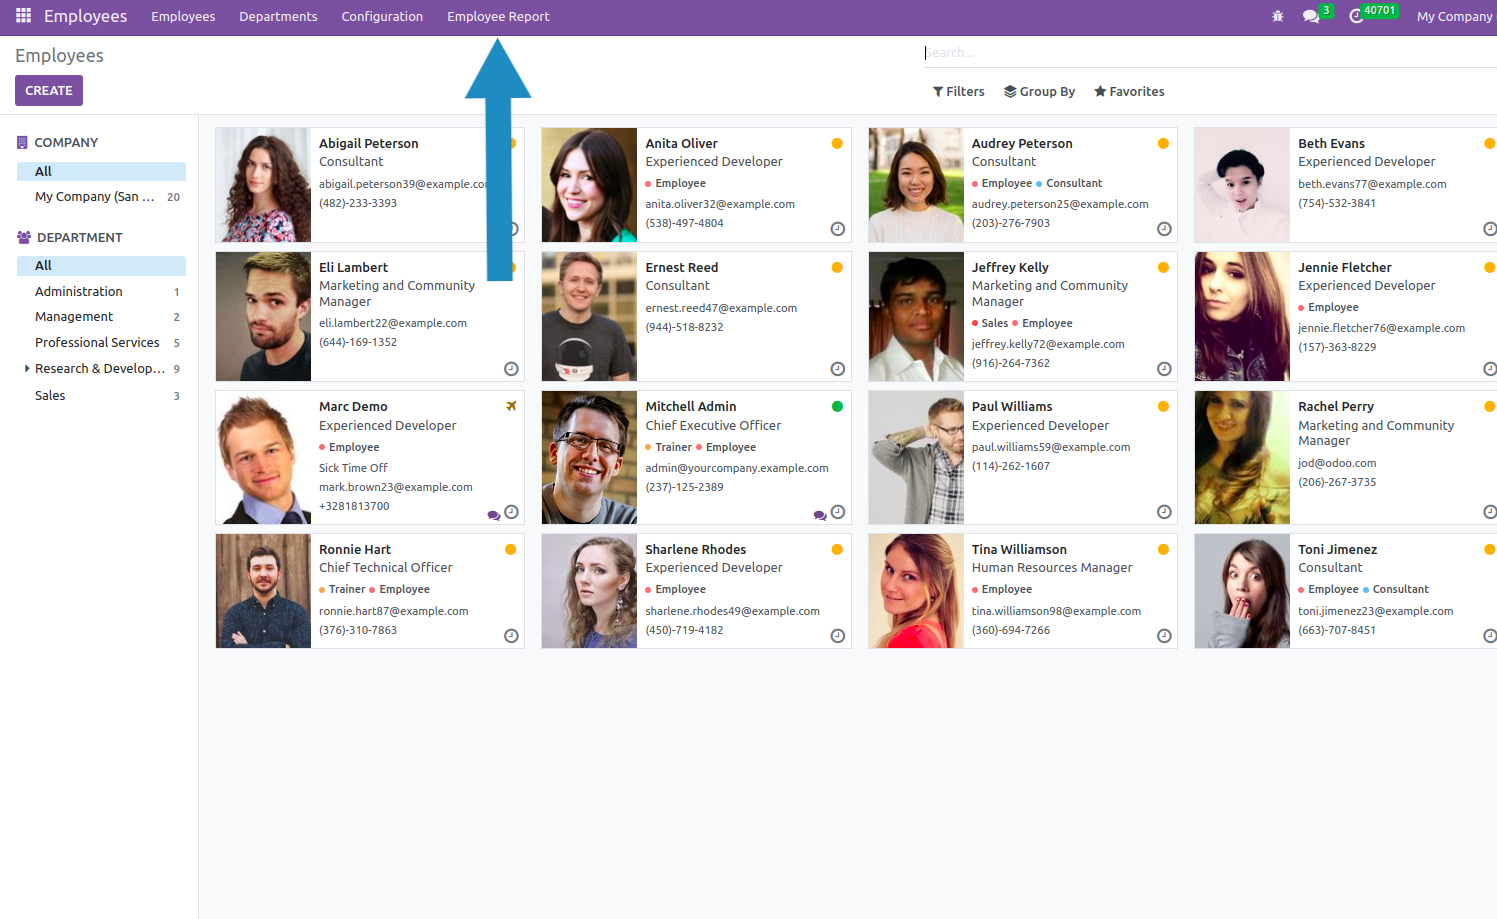 Employees Employees Departments Configuration Employee Report 3 40701 My Company
Employees
Search...
CREATE
Filters Group By Favorites
COMPANY
All
My Company (San ... 20
DEPARTMENT
All
Administration 1
Management 2
Professional Services 5
Research & Develop... 9
Sales 3
Abigail Peterson
Consultant
abigail.peterson39@example.co
(482)-233-3393
Anita Oliver
Experienced Developer
Employee
anita.oliver32@example.com
(538)-497-4804
Audrey Peterson
Consultant
Employee Consultant
audrey.peterson25@example.com
(203)-276-7903
Beth Evans
Experienced Developer
beth.evans77@example.com
(754)-532-3841
Eli Lambert
Marketing and Community
Manager
eli.lambert22@example.com
(644)-169-1352
Ernest Reed
Consultant
ernest.reed47@example.com
(944)-518-8232
Jeffrey Kelly
Marketing and Community
Manager
Sales Employee
jeffrey.kelly72@example.com
(916)-264-7362
Jennie Fletcher
Experienced Developer
Employee
jennie.fletcher76@example.com
(157)-363-8229
Marc Demo
Experienced Developer
Employee
Sick Time Off
mark.brown23@example.com
+3281813700
Mitchell Admin
Chief Executive Officer
Trainer Employee
admin@yourcompany.example.com
(237)-125-2389
Paul Williams
Experienced Developer
paul.williams59@example.com
(114)-262-1607
Rachel Perry
Marketing and Community
Manager
jod@odoo.com
(206)-267-3735
Ronnie Hart
Chief Technical Officer
Trainer Employee
ronnie.hart87@example.com
(376)-310-7863
Sharlene Rhodes
Experienced Developer
Employee
sharlene.rhodes49@example.com
(450)-719-4182
Tina Williamson
Human Resources Manager
Employee
tina.williamson98@example.com
(360)-694-7266
Toni Jimenez
Consultant
Employee Consultant
toni.jimenez23@example.com
(663)-707-8451